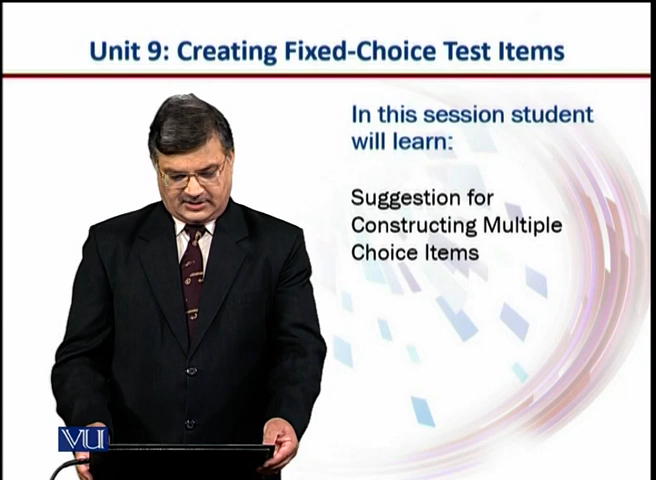 Unit 9: Creating Fixed-Choice Test Items
In this session student
will learn:
Suggestion for
Constructing Multiple
Choice Items
VU